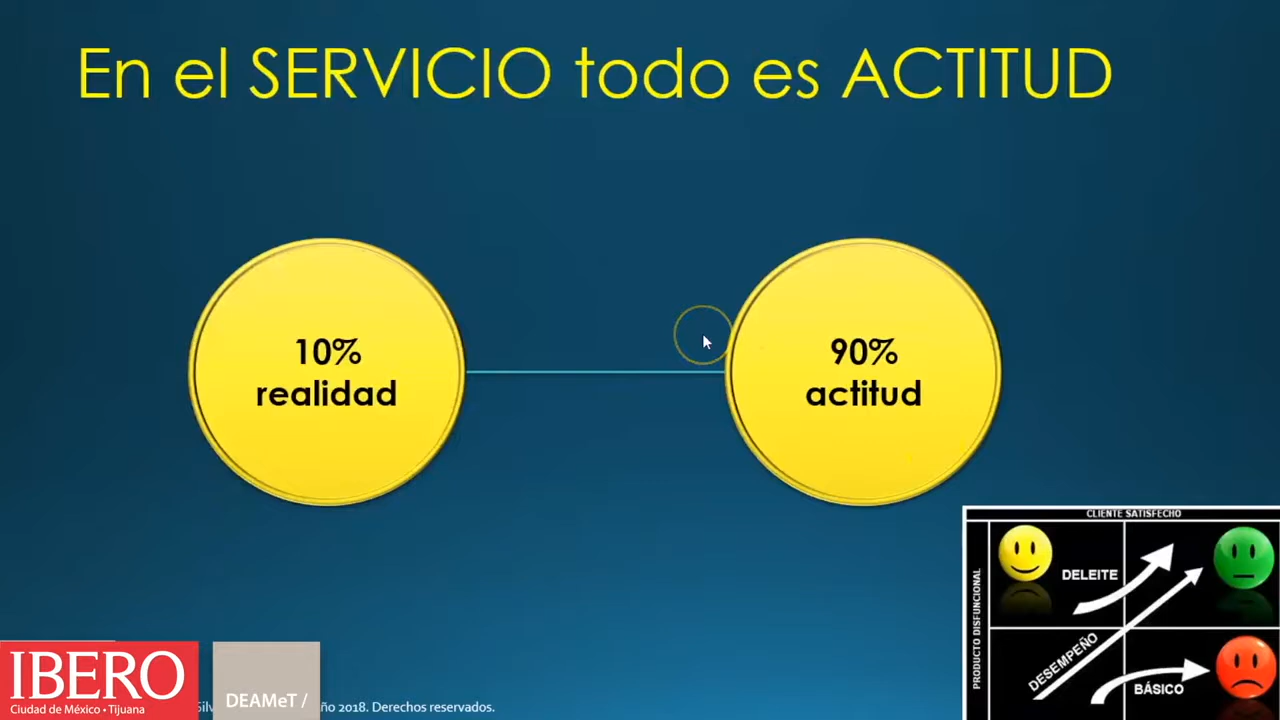 En el SERVICIO todo es ACTITUD
10%
realidad
90%
actitud
CLIENTE SATISFECHO
PRODUCTO DISFUNCIONAL
DELEITE
DESEMPEÑO
BÁSICO
IBERO
Ciudad de México • Tijuana
DEAMeT /
2018. Derechos reservados.